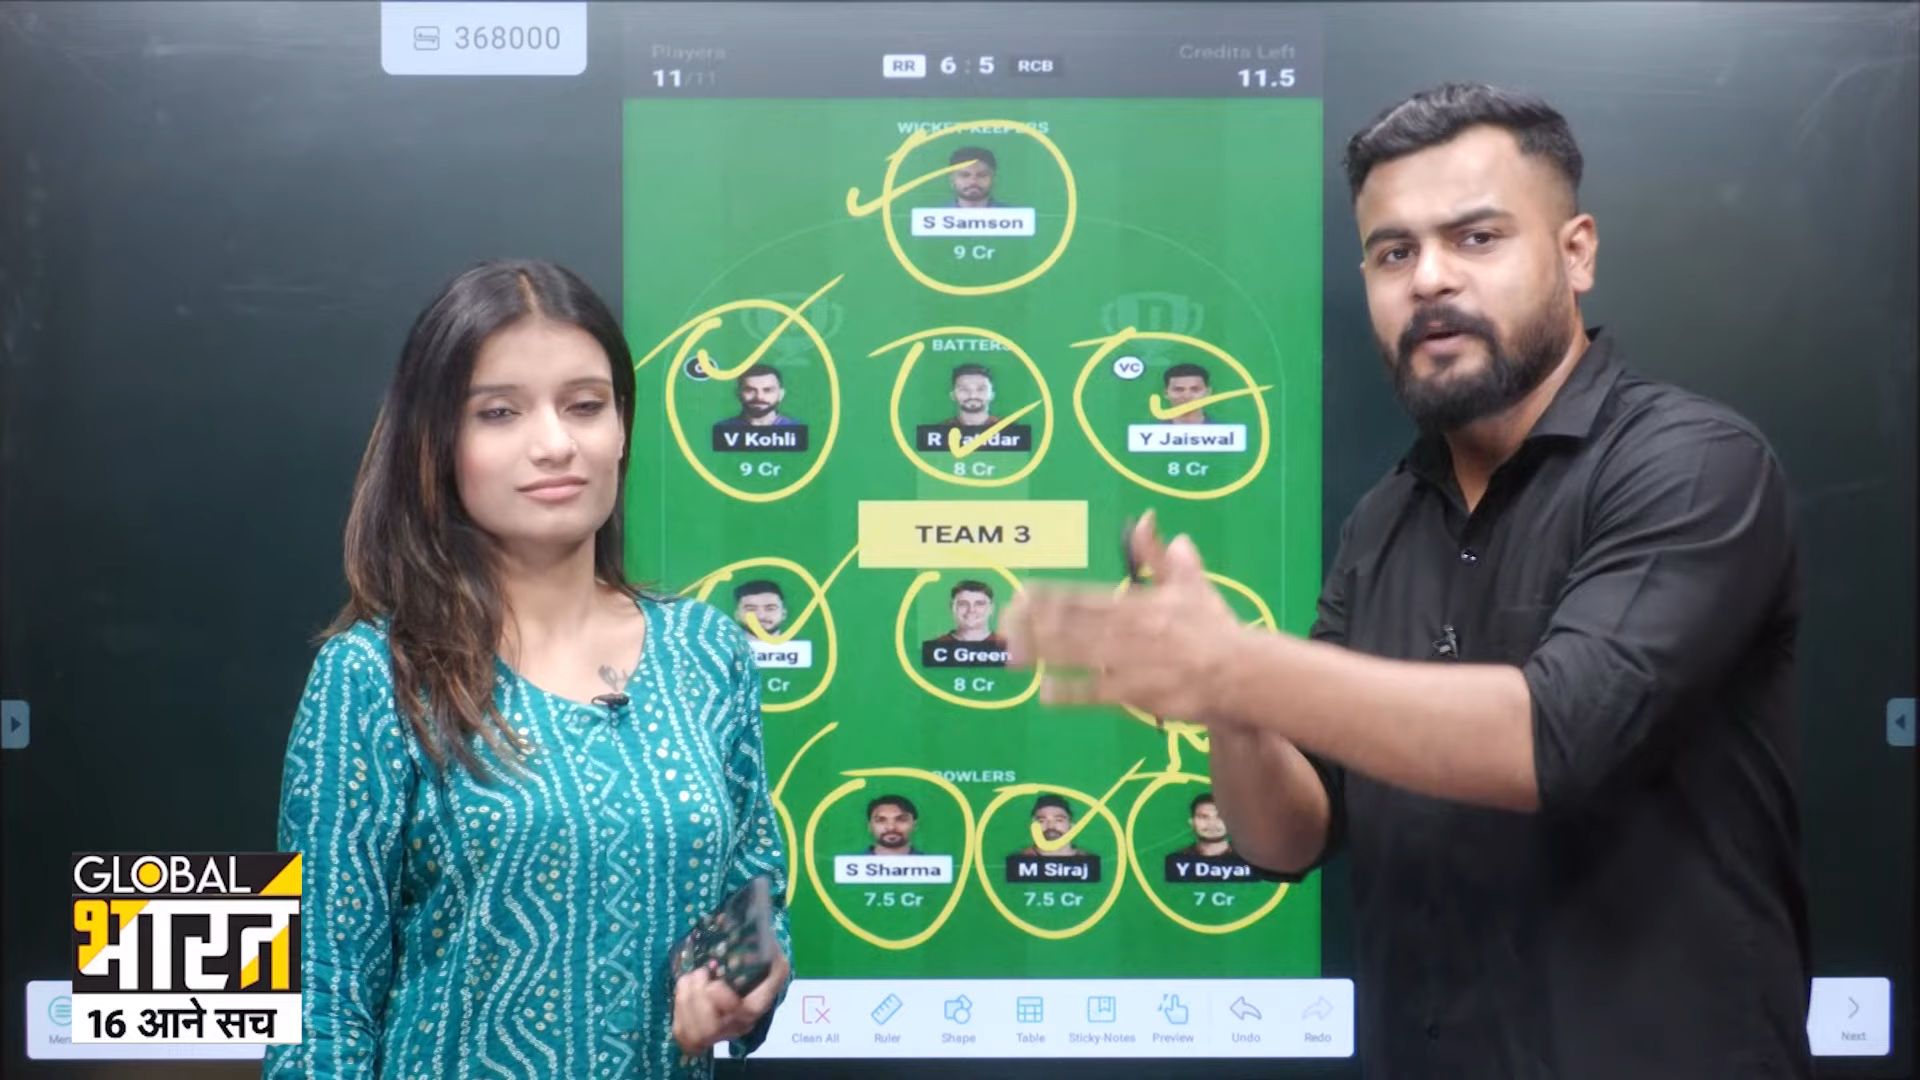 368000
Players
11/11
RR 6 : 5 RCB
Credits Left
11.5
WICKET-KEEPERS
S Samson
9 Cr
BATTERS
C
VC
V Kohli
R Patidar
Y Jaiswal
9 Cr
8 Cr
8 Cr
TEAM 3
arag
C Green
Cr
8 Cr
BOWLERS
S Sharma
M Siraj
Y Dayal
7.5 Cr
7.5 Cr
7 Cr
GLOBAL
भारत
16 आने सच
Clean All
Ruler
Shape
Table
Sticky-Notes
Preview
Undo
Redo
Next